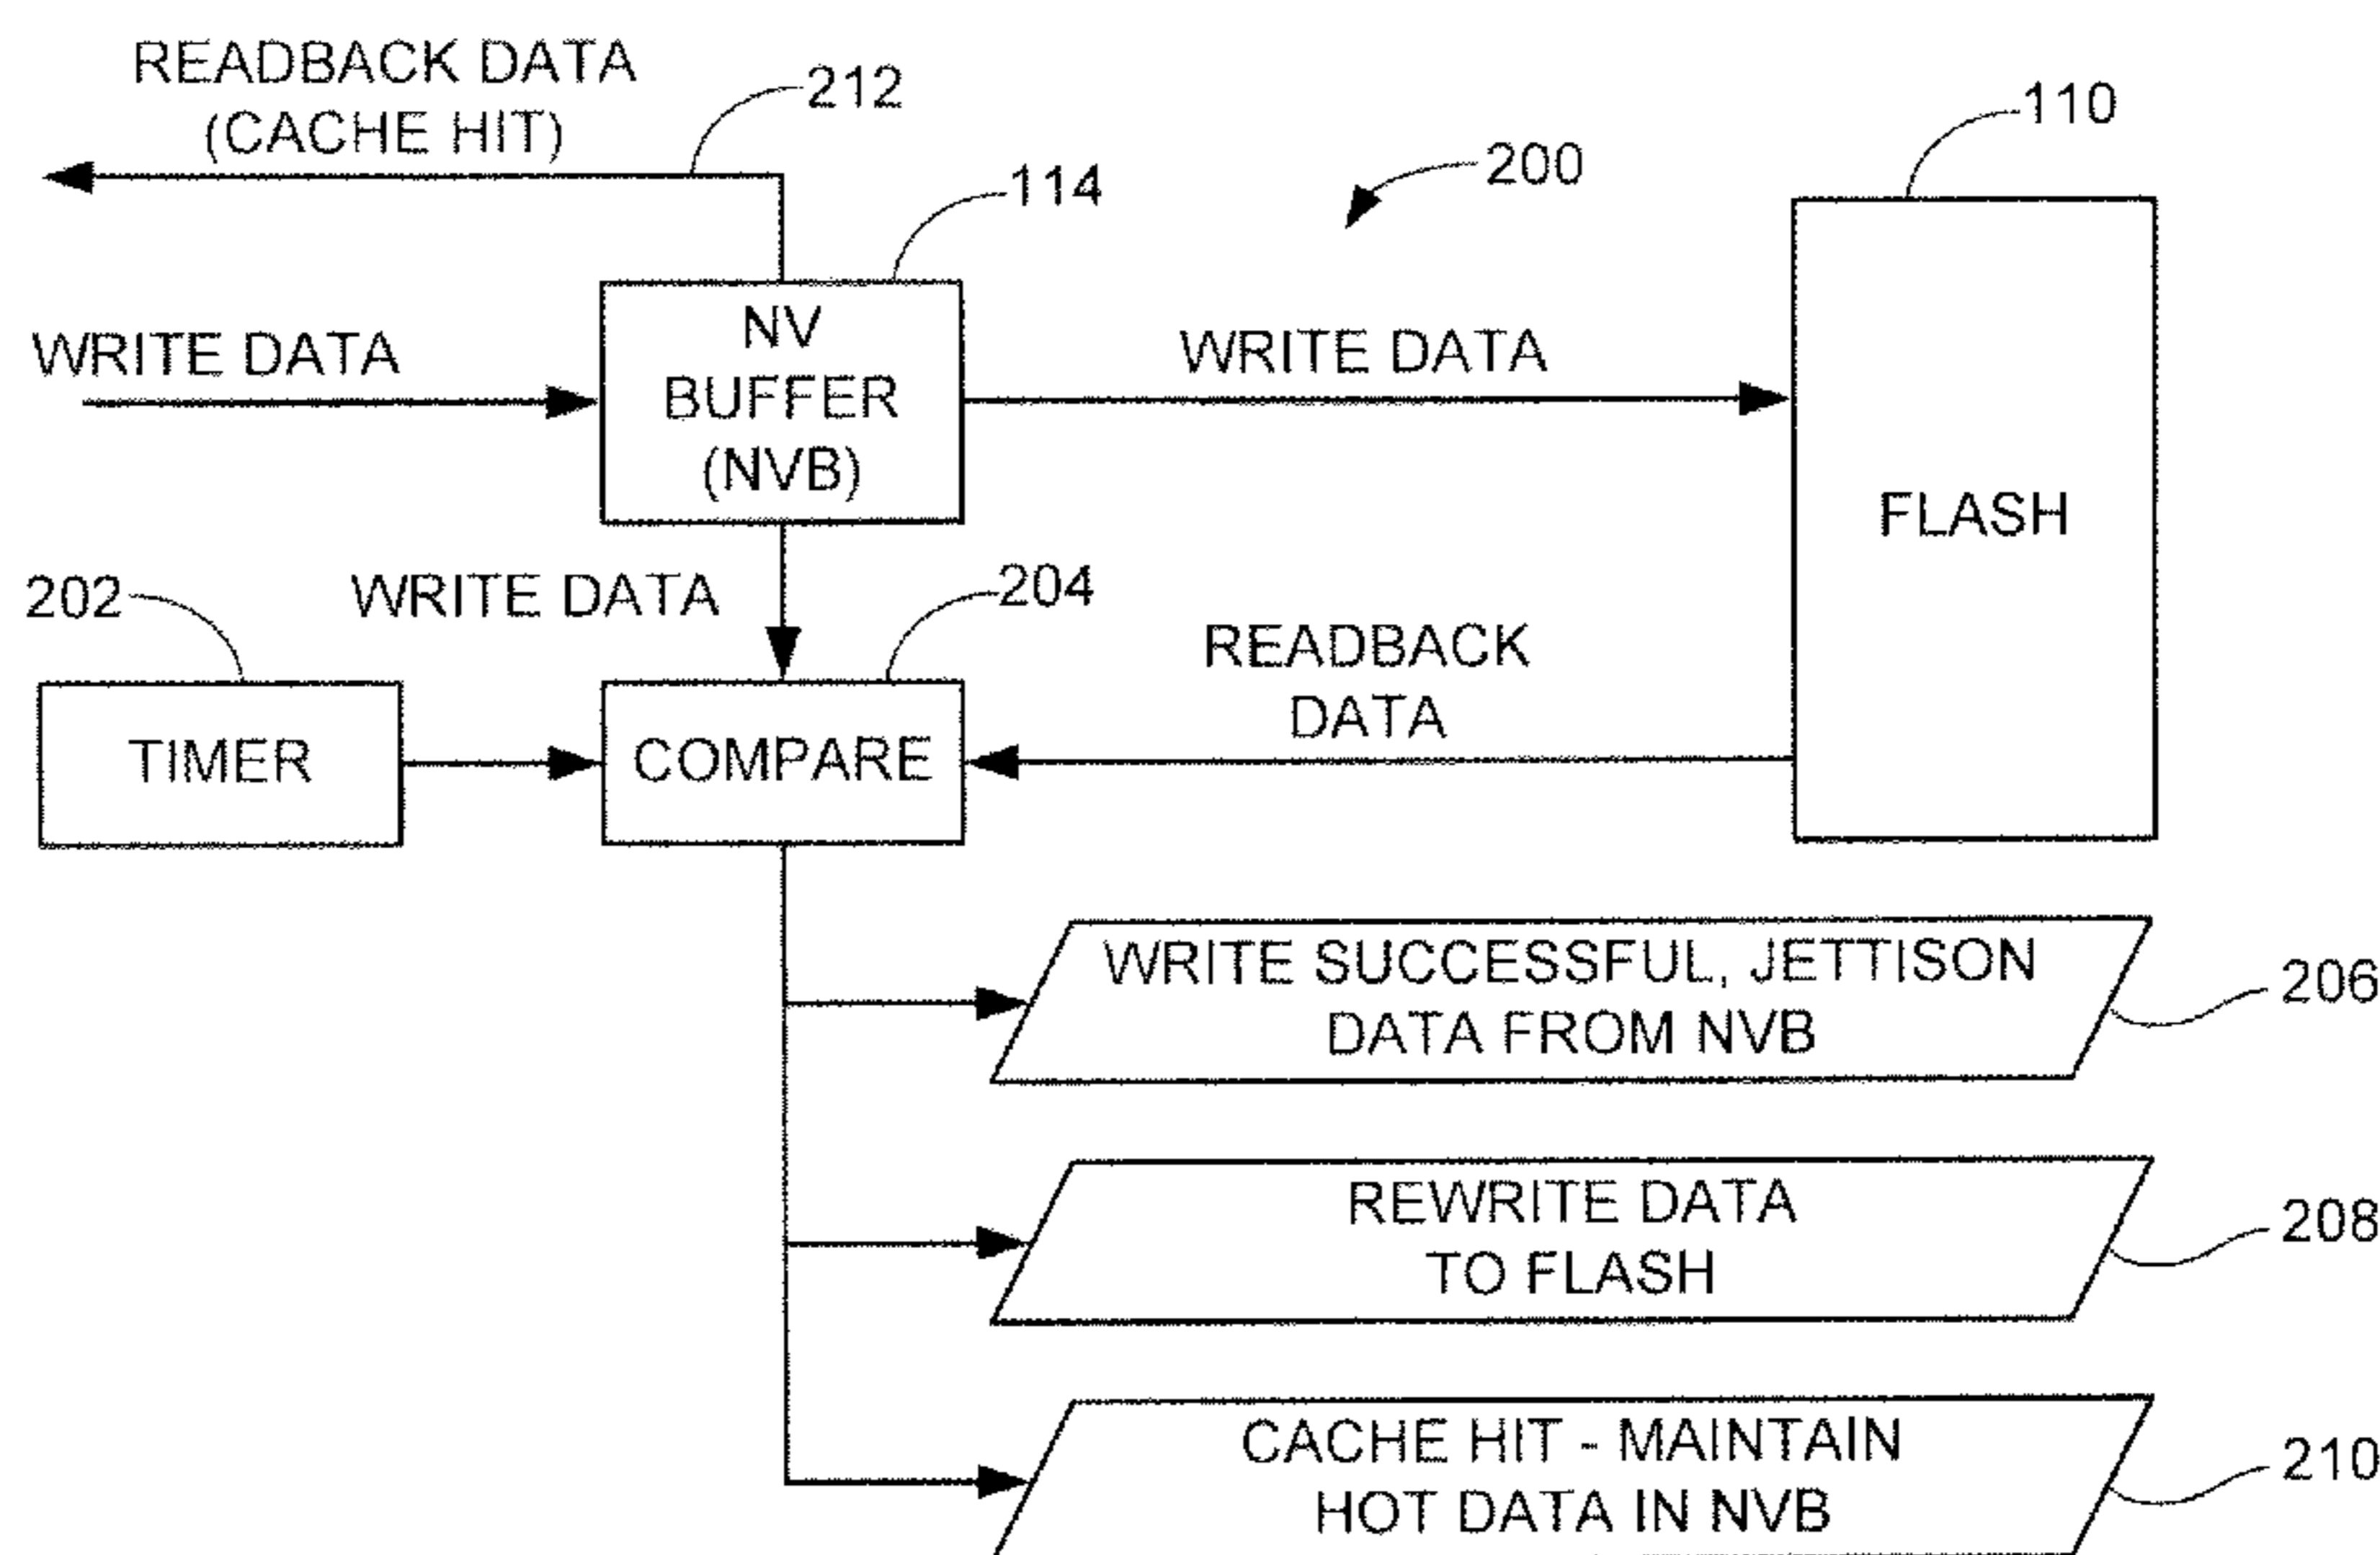 READBACK DATA
(CACHE HIT)
212
110
200
114
NV
BUFFER
(NVB)
WRITE DATA
WRITE DATA
FLASH
202
WRITE DATA
204
READBACK
DATA
TIMER
COMPARE
WRITE SUCCESSFUL, JETTISON
DATA FROM NVB
206
REWRITE DATA
TO FLASH
208
CACHE HIT - MAINTAIN
HOT DATA IN NVB
210